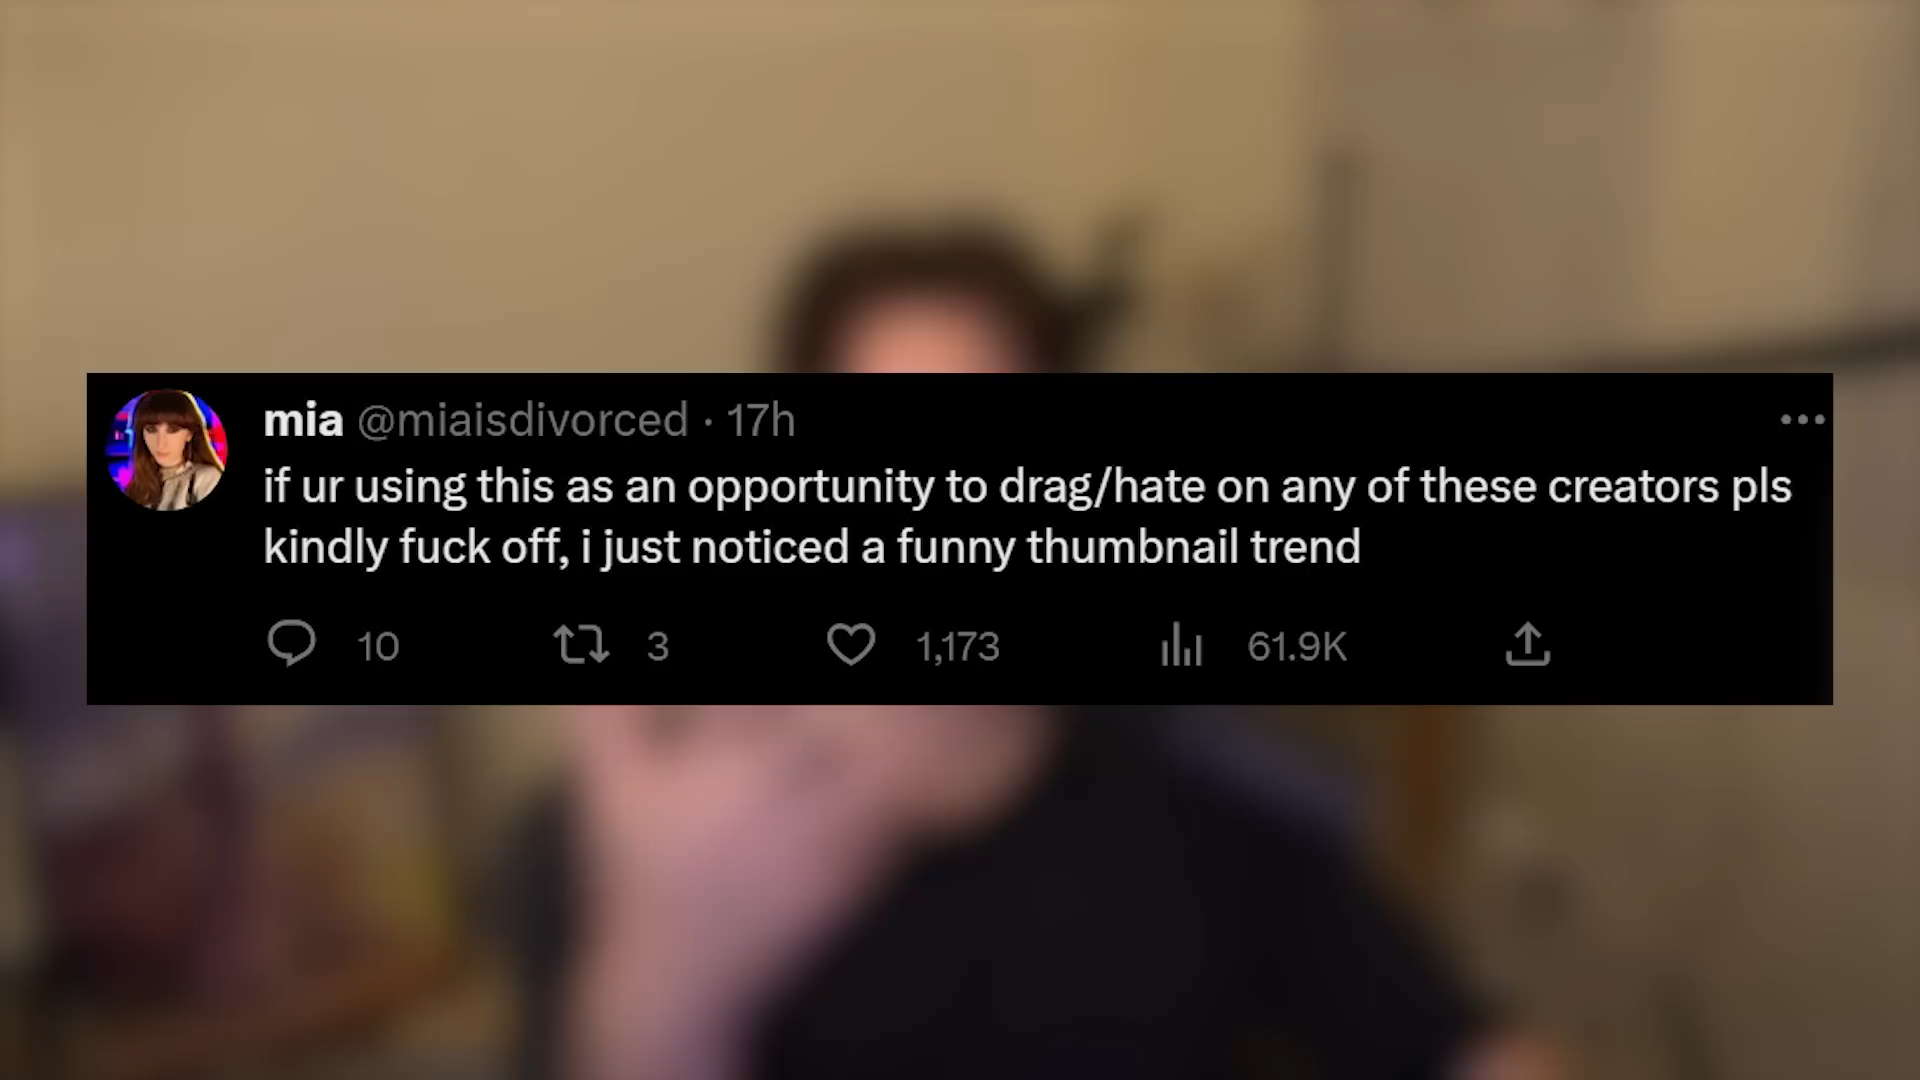 mia @miaisdivorced · 17h
if ur using this as an opportunity to drag/hate on any of these creators pls
kindly fuck off, i just noticed a funny thumbnail trend
10 3 1,173 61.9K